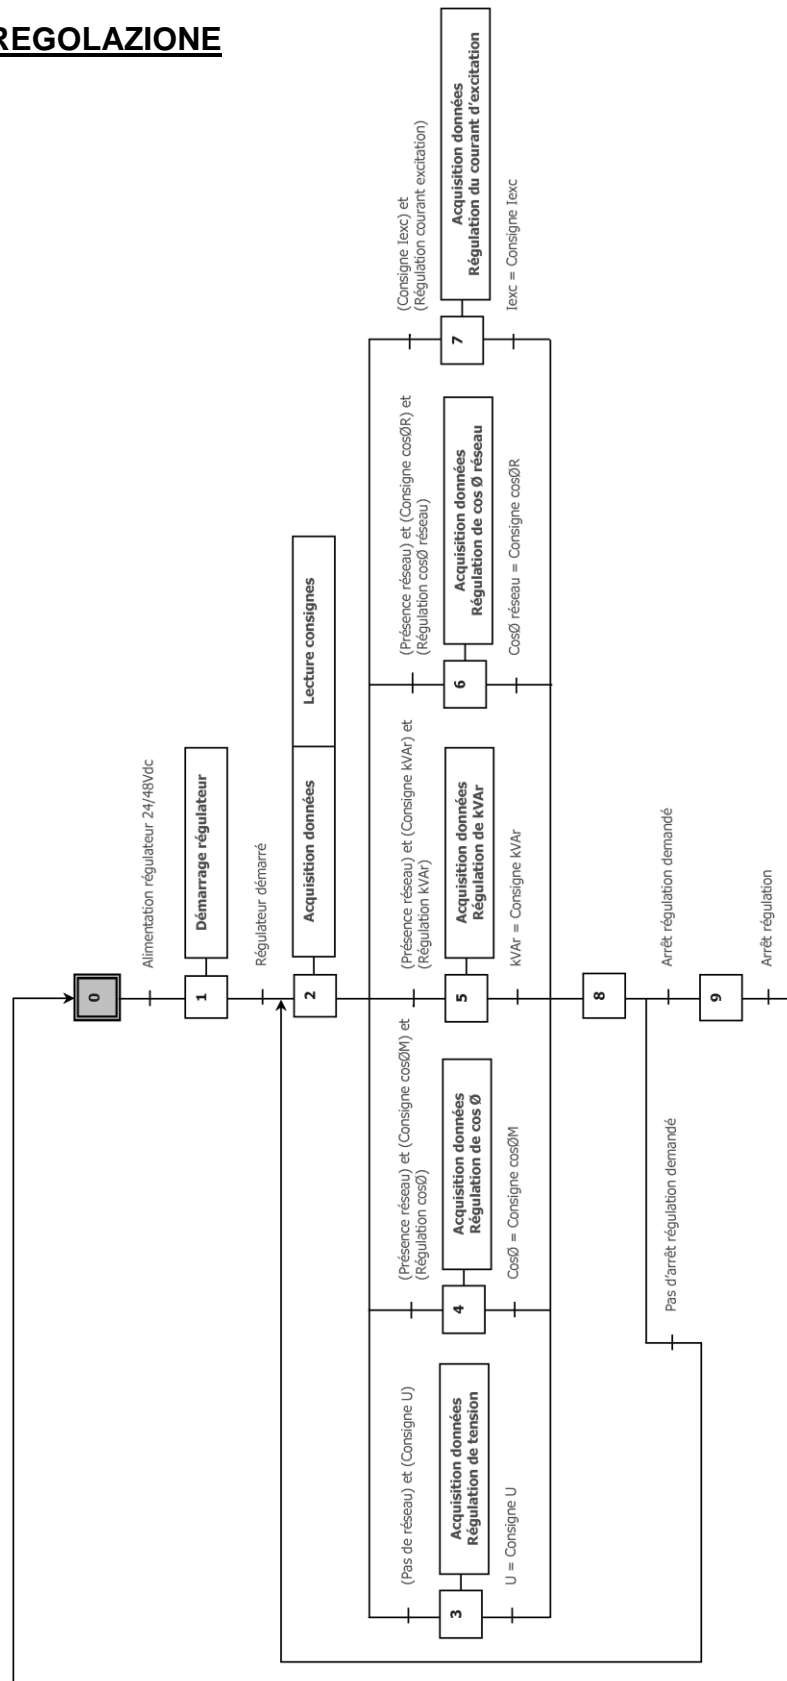 REGOLAZIONE
0
Alimentation régulateur 24/48Vdc
1
Démarrage régulateur
Régulateur démarré
2
Acquisition données
Lecture consignes
(Pas de réseau) et (Consigne U)
3
Acquisition données
Régulation de tension
U = Consigne U
(Présence réseau) et (Consigne cosØM) et
(Régulation cosØ)
4
Acquisition données
Régulation de cos Ø
CosØ = Consigne cosØM
(Présence réseau) et (Consigne kVAr) et
(Régulation kVAr)
5
Acquisition données
Régulation de kVAr
kVAr = Consigne kVAr
(Présence réseau) et (Consigne cosØR) et
(Régulation cosØ réseau)
6
Acquisition données
Régulation de cos Ø réseau
CosØ réseau = Consigne cosØR
(Consigne Iexc) et
(Régulation courant excitation)
7
Acquisition données
Régulation du courant d'excitation
Iexc = Consigne Iexc
8
Pas d'arrêt régulation demandé
Arrêt régulation demandé
9
Arrêt régulation